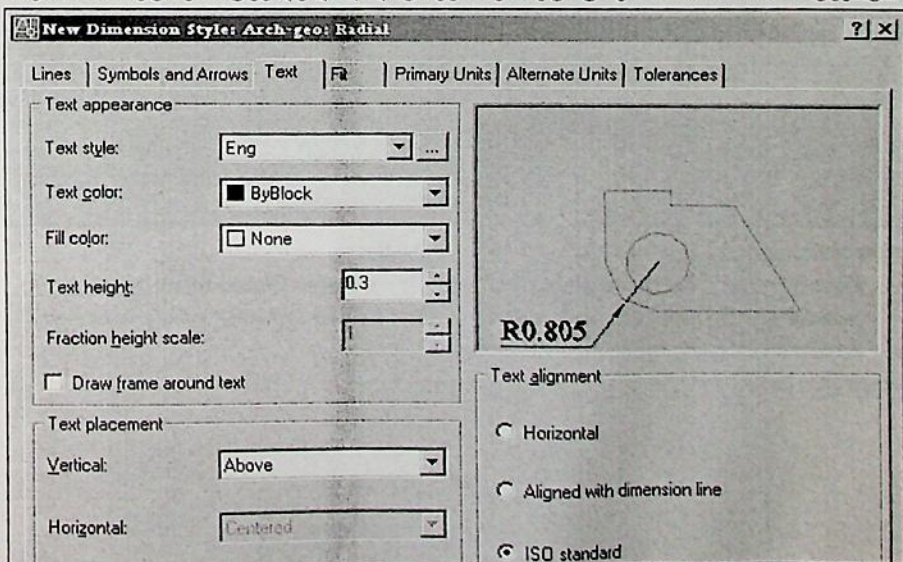 New Dimension Style: Arch-geo: Radial
Lines Symbols and Arrows Text Fit Primary Units Alternate Units Tolerances
Text appearance
Text style: Eng ...
Text color: ByBlock
Fill color: None
Text height: 0.3
Fraction height scale:
Draw frame around text
R0.805
Text placement
Vertical: Above
Horizontal: Centered
Text alignment
Horizontal
Aligned with dimension line
ISO standard